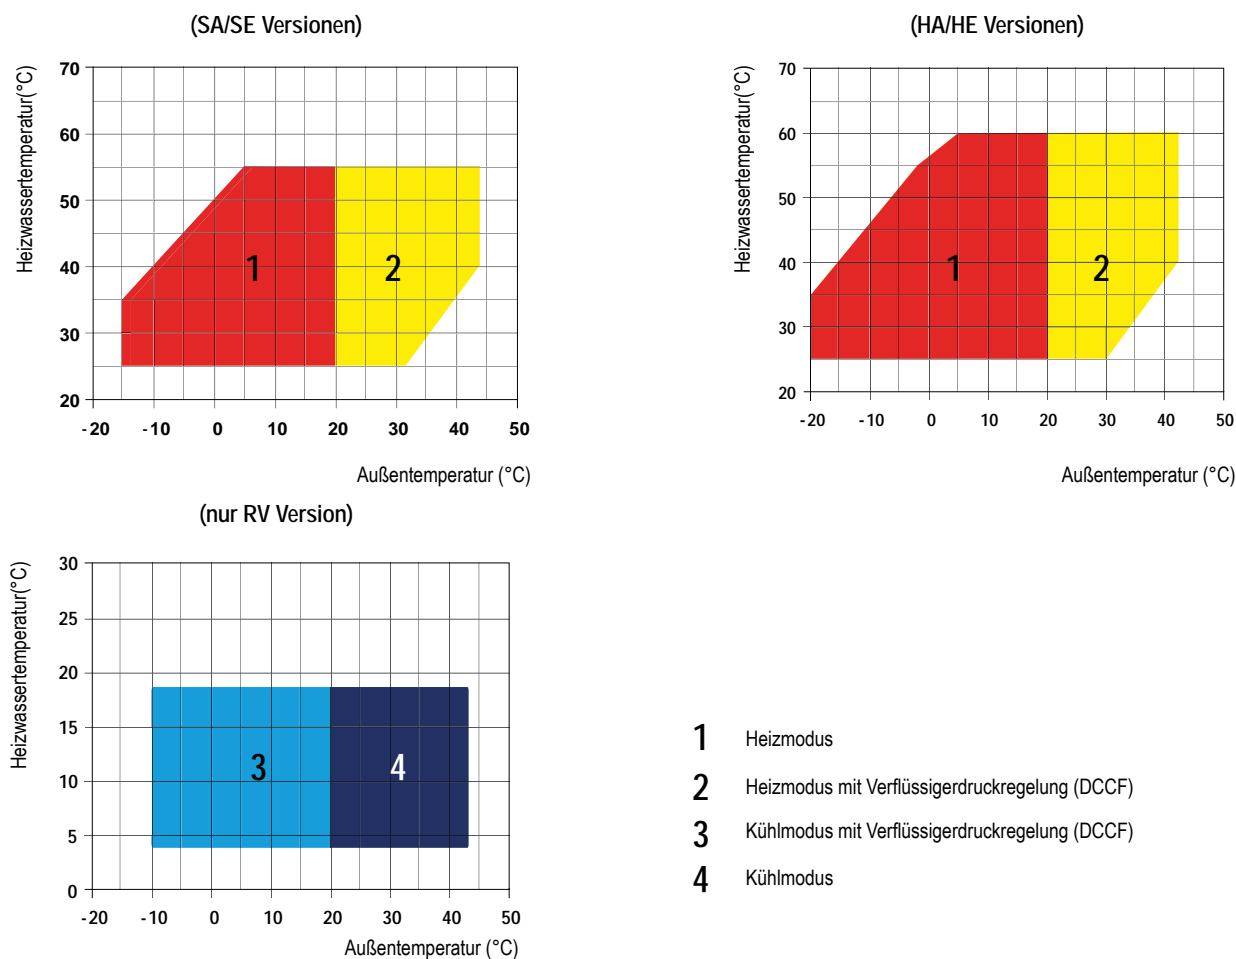 (SA/SE Versionen)
Heizwassertemperatur(°C)
70
60
50
40
30
20
1
2
-20 -10 0 10 20 30 40 50
Außentemperatur (°C)
(HA/HE Versionen)
Heizwassertemperatur(°C)
70
60
50
40
30
20
1
2
-20 -10 0 10 20 30 40 50
Außentemperatur (°C)
(nur RV Version)
Heizwassertemperatur(°C)
30
25
20
15
10
5
0
3
4
-20 -10 0 10 20 30 40 50
Außentemperatur (°C)
1 Heizmodus
2 Heizmodus mit Verflüssigerdruckregelung (DCCF)
3 Kühlmodus mit Verflüssigerdruckregelung (DCCF)
4 Kühlmodus